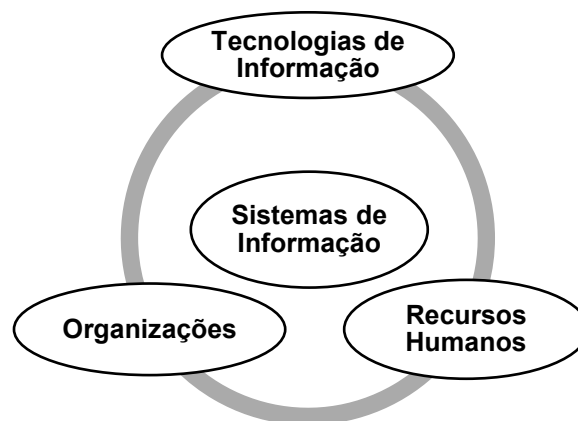 Tecnologias de
Informação
Sistemas de
Informação
Organizações
Recursos
Humanos